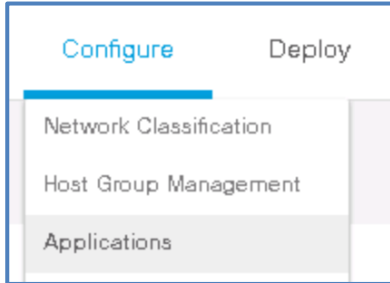 Configure Deploy
Network Classification
Host Group Management
Applications